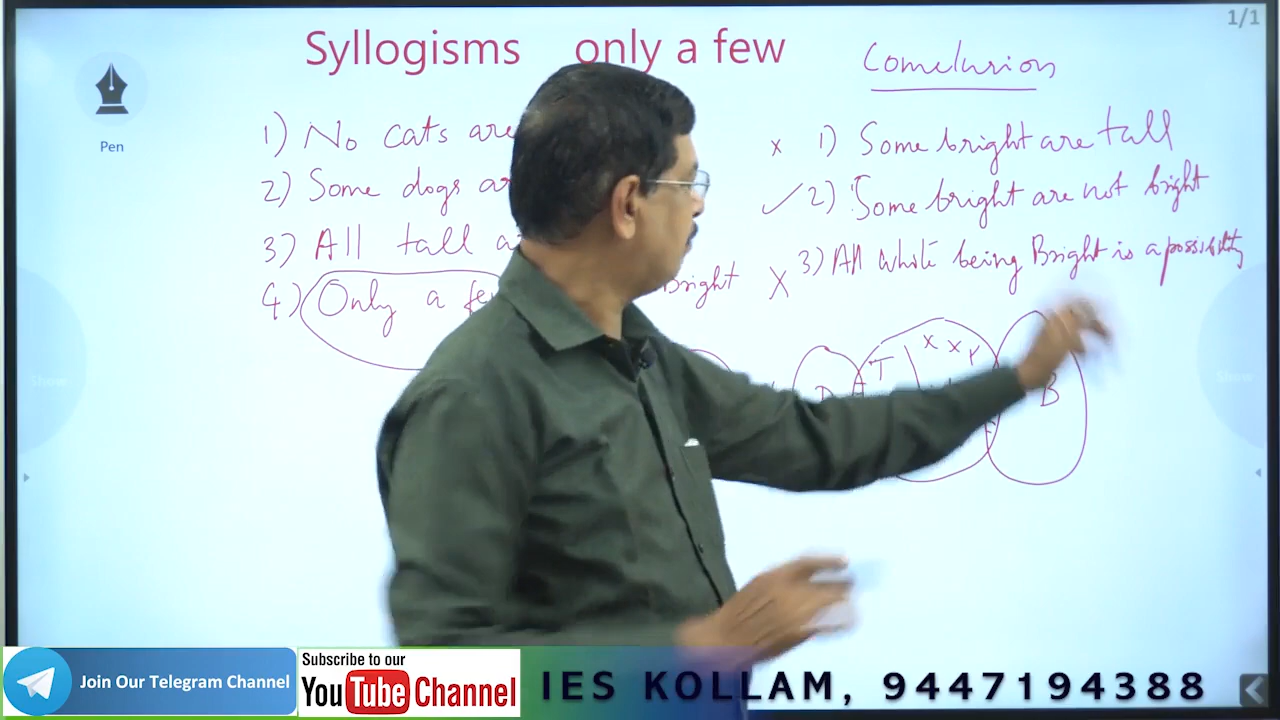 1/1
Syllogisms only a few
Pen
Conclusion
1) No cats are
2) Some dogs
3) All tall
4) Only a few Bright
x 1) Some bright are tall
✓ 2) Some bright are not bright
X 3) All white being Bright is a possibility
T x x x
B
Join Our Telegram Channel
Subscribe to our
YouTube Channel
IES KOLLAM, 9447194388